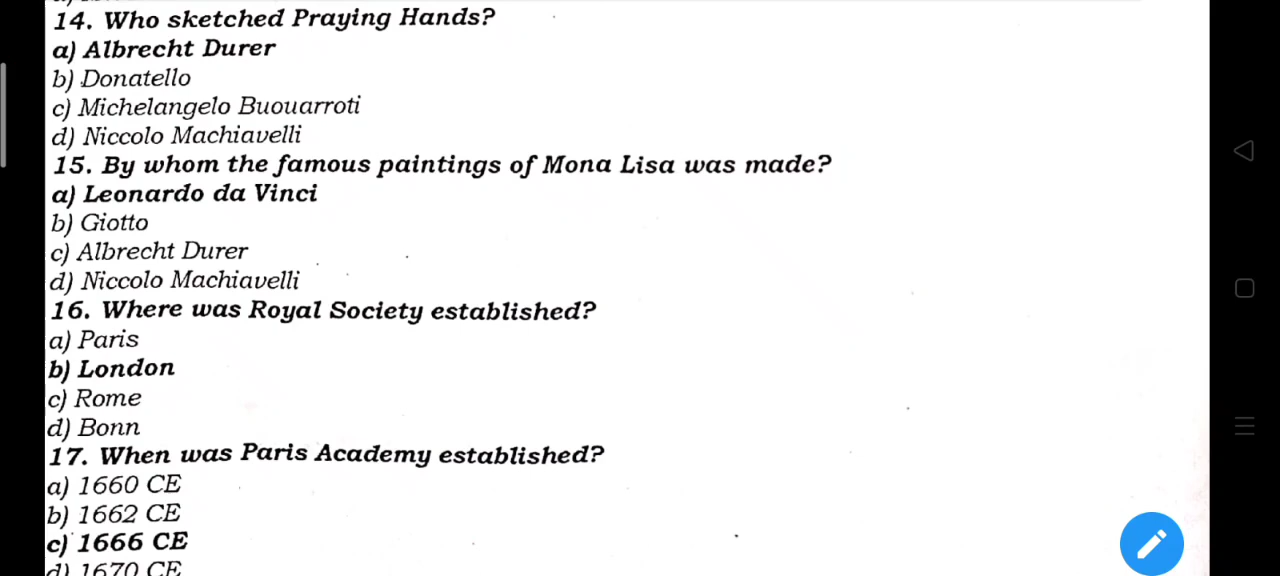 14. Who sketched Praying Hands?
a) Albrecht Durer
b) Donatello
c) Michelangelo Buouarroti
d) Niccolo Machiavelli
15. By whom the famous paintings of Mona Lisa was made?
a) Leonardo da Vinci
b) Giotto
c) Albrecht Durer
d) Niccolo Machiavelli
16. Where was Royal Society established?
a) Paris
b) London
c) Rome
d) Bonn
17. When was Paris Academy established?
a) 1660 CE
b) 1662 CE
c) 1666 CE
d) 1670 CE